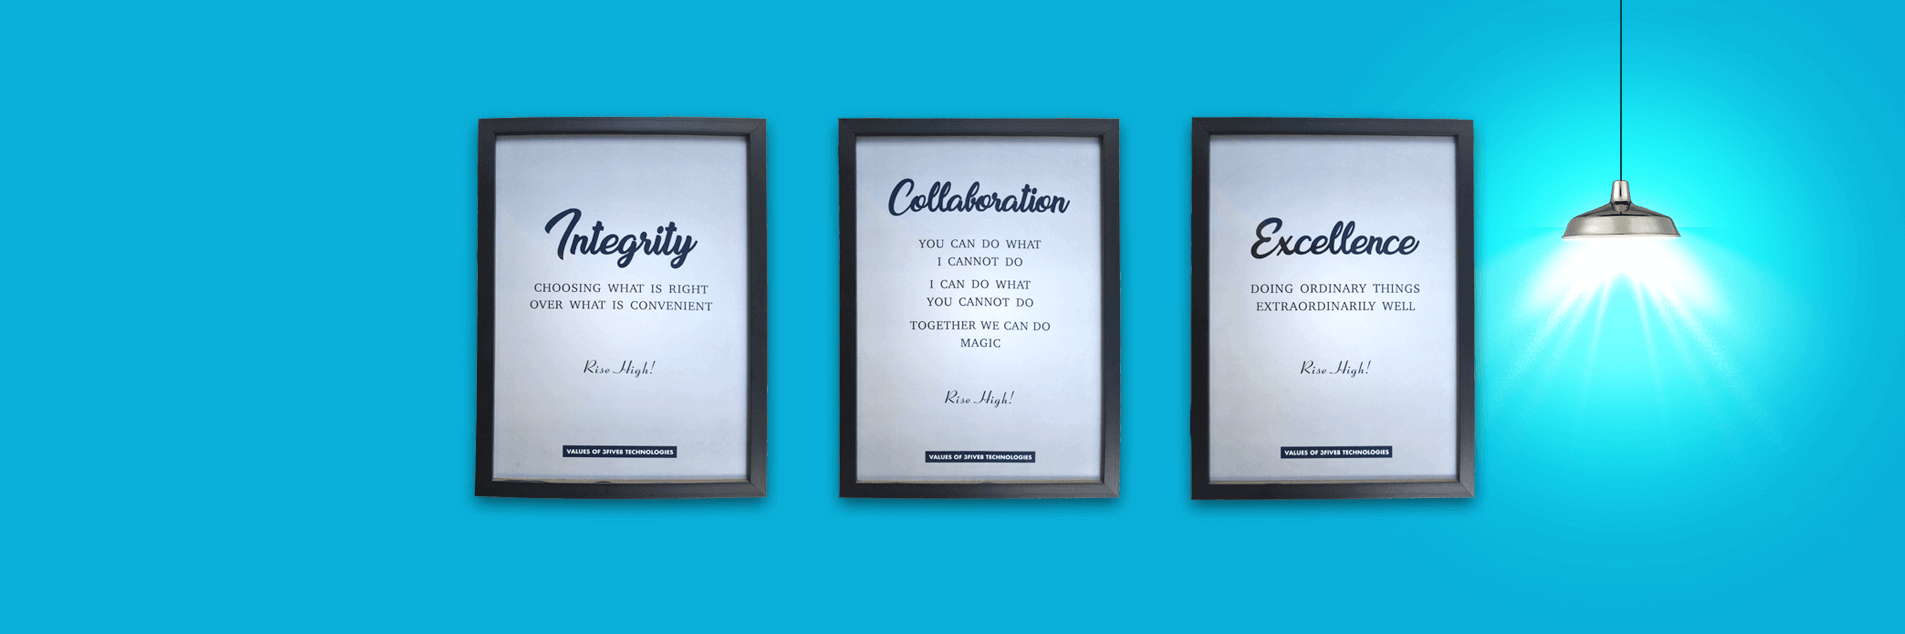 Integrity
CHOOSING WHAT IS RIGHT
OVER WHAT IS CONVENIENT
Rise High!
VALUES OF 3FIVE8 TECHNOLOGIES
Collaboration
YOU CAN DO WHAT
I CANNOT DO
I CAN DO WHAT
YOU CANNOT DO
TOGETHER WE CAN DO
MAGIC
Rise High!
VALUES OF 3FIVE8 TECHNOLOGIES
Excellence
DOING ORDINARY THINGS
EXTRAORDINARILY WELL
Rise High!
VALUES OF 3FIVE8 TECHNOLOGIES